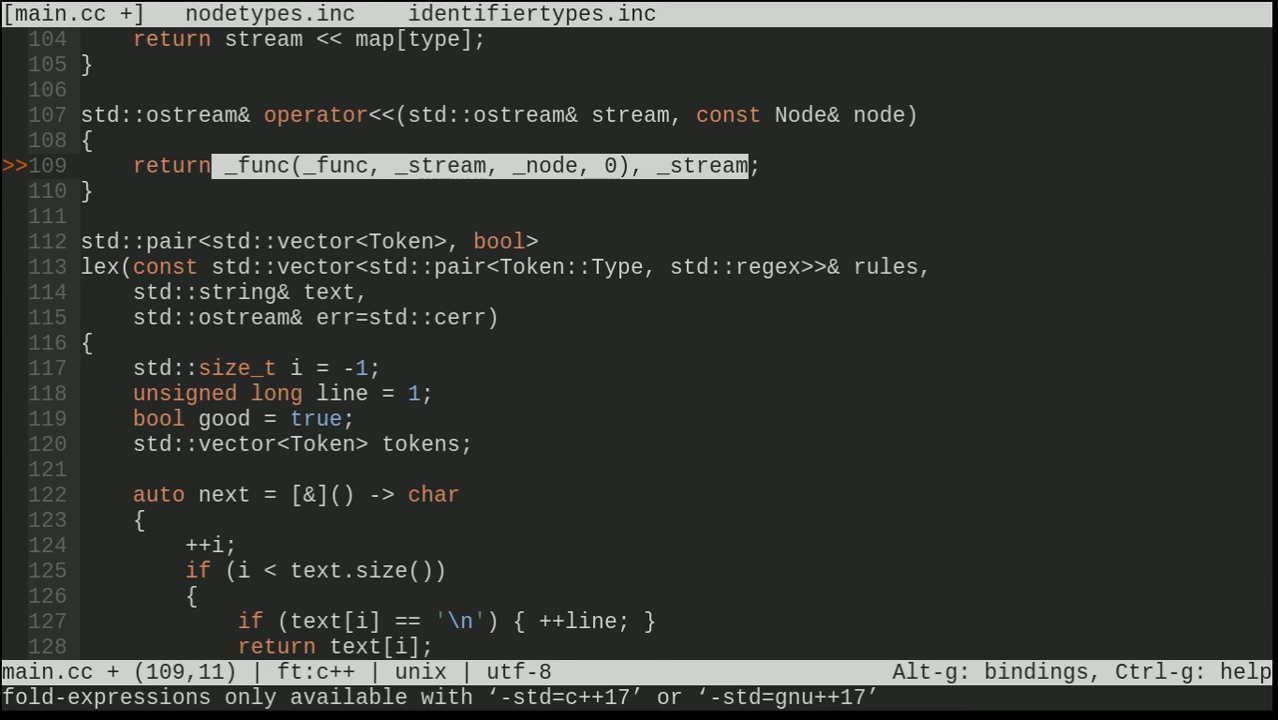 [main.cc +]   nodetypes.inc    identifiertypes.inc
104     return stream << map[type];
105 }
106
107 std::ostream& operator<<(std::ostream& stream, const Node& node)
108 {
>>109     return _func(_func, _stream, _node, 0), _stream;
110 }
111
112 std::pair<std::vector<Token>, bool>
113 lex(const std::vector<std::pair<Token::Type, std::regex>>& rules,
114     std::string& text,
115     std::ostream& err=std::cerr)
116 {
117     std::size_t i = -1;
118     unsigned long line = 1;
119     bool good = true;
120     std::vector<Token> tokens;
121
122     auto next = [&]() -> char
123     {
124         ++i;
125         if (i < text.size())
126         {
127             if (text[i] == '\n') { ++line; }
128             return text[i];
main.cc + (109,11) | ft:c++ | unix | utf-8   Alt-g: bindings, Ctrl-g: help
fold-expressions only available with ‘-std=c++17’ or ‘-std=gnu++17’